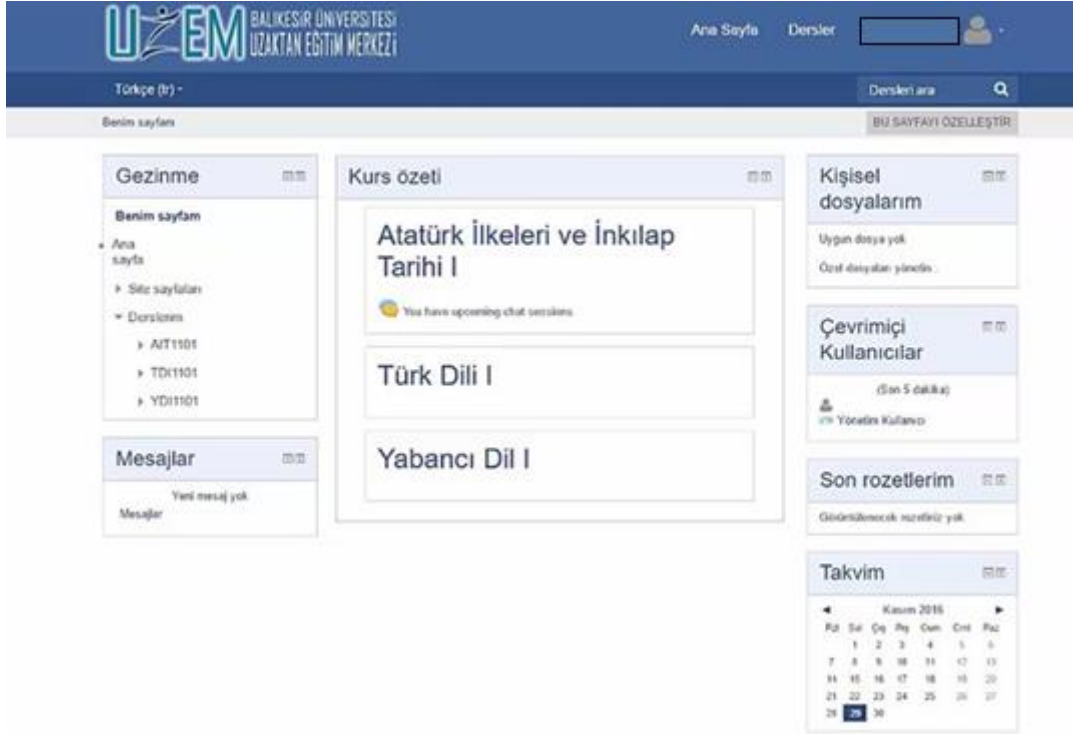 UZEM BALIKESİR ÜNİVERSİTESİ
UZAKTAN EĞİTİM MERKEZİ
Ana Sayfa Dersler
Türkçe (tr)
Dersleri ara
Benim sayfam
BU SAYFAYI ÖZELLEŞTİR
Gezinme
Benim sayfam
Ana
sayfa
Site sayfaları
Derslerim
AIT1101
TDI1101
YDI1101
Mesajlar
Yeni mesaj yok
Mesajlar
Kurs özeti
Atatürk İlkeleri ve İnkılap
Tarihi I
You have upcoming chat sessions
Türk Dili I
Yabancı Dil I
Kişisel
dosyalarım
Uygun dosya yok
Özel dosyaları yönetin...
Çevrimiçi
Kullanıcılar
(Son 5 dakika)
Yönetim Kullanıcı
Son rozetlerim
Görüntülenecek rozetiniz yok
Takvim
◄ Kasım 2016 ►
Pzt Sal Çrş Prş Cum Cmt Paz
1 2 3 4 5 6
7 8 9 10 11 12 13
14 15 16 17 18 19 20
21 22 23 24 25 26 27
28 29 30